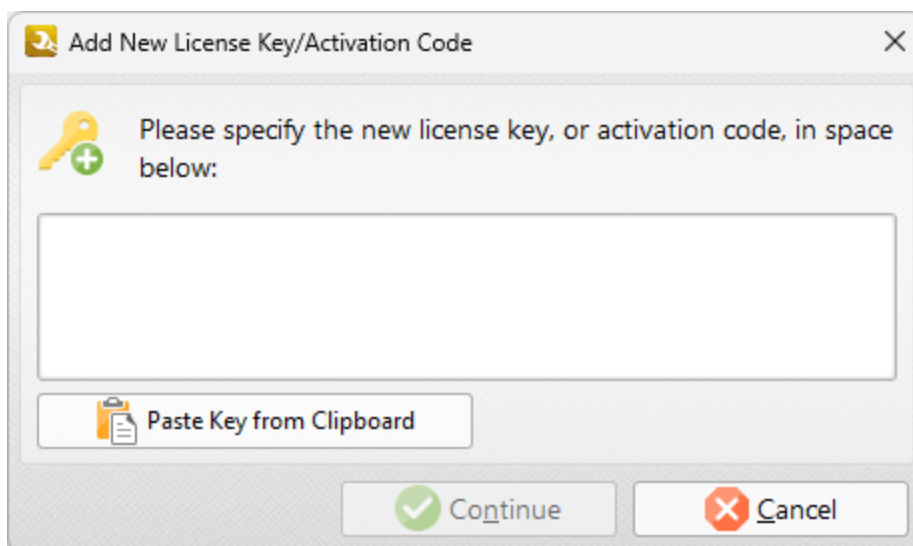 Add New License Key/Activation Code
Please specify the new license key, or activation code, in space
below:
Paste Key from Clipboard
Continue
Cancel